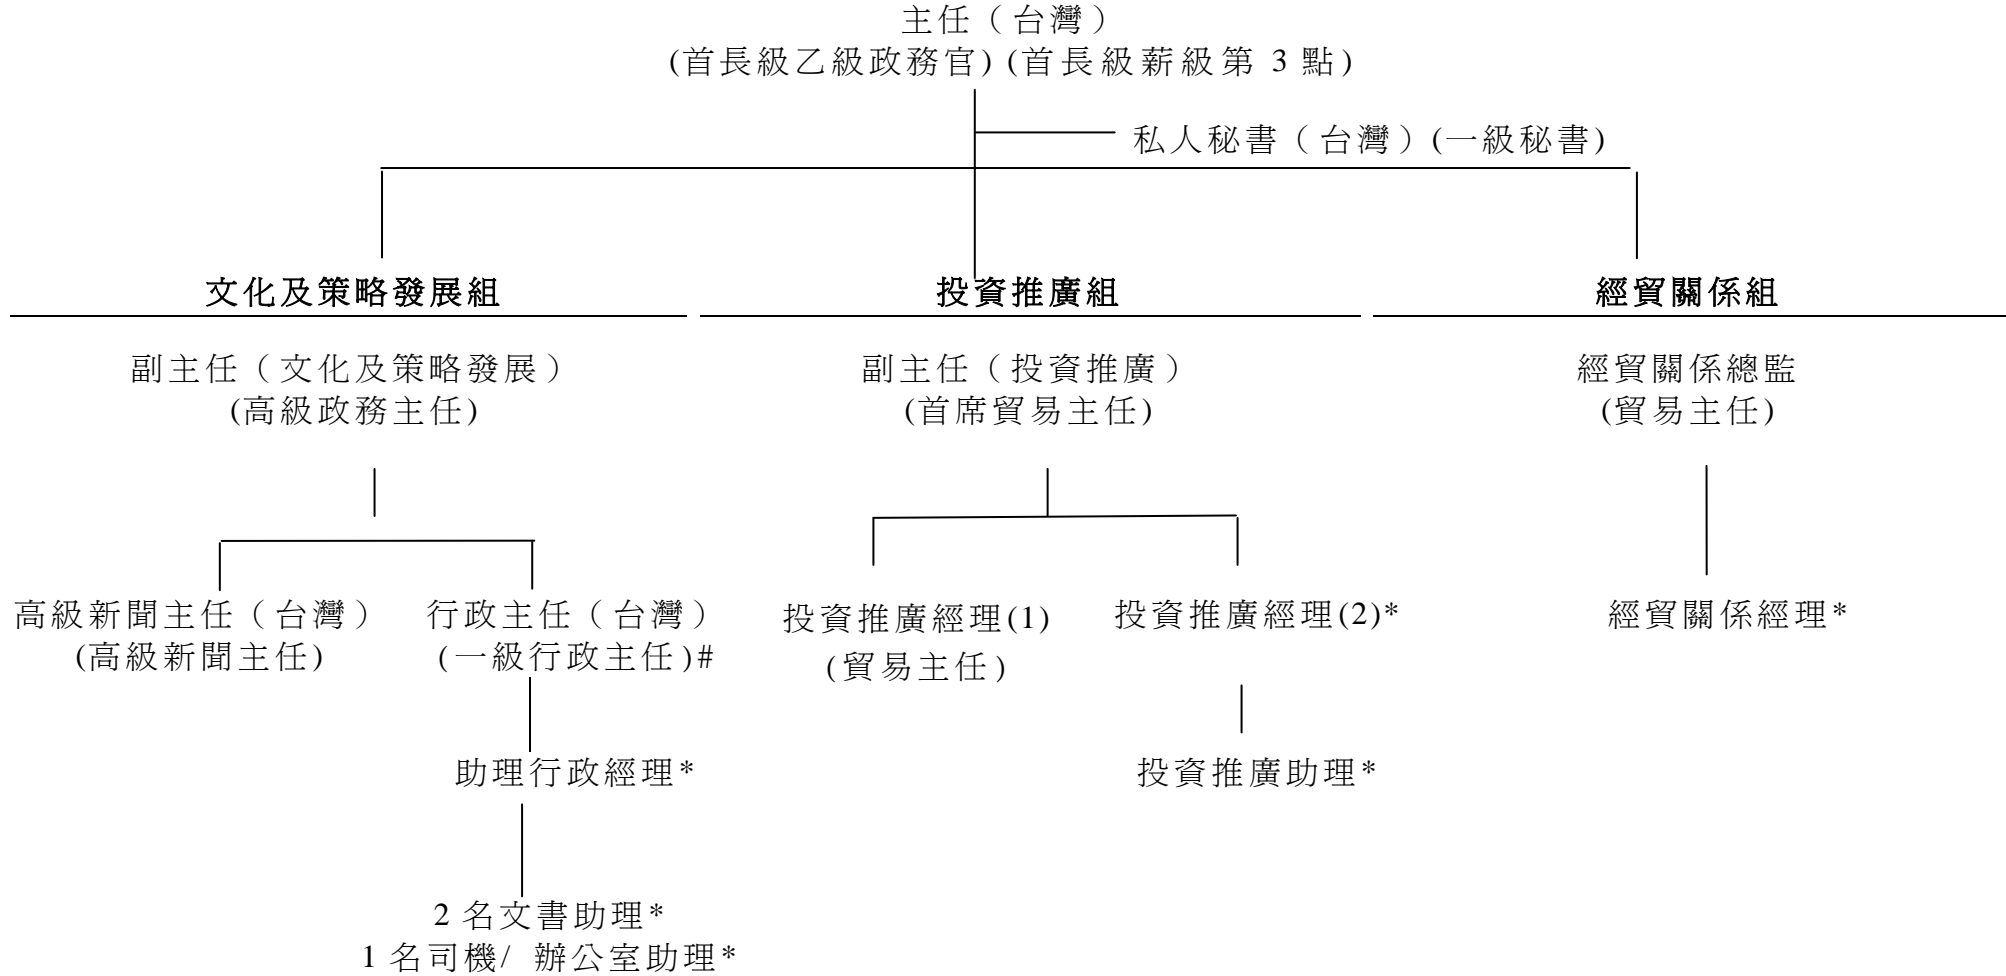 主任（台灣）
(首長級乙級政務官) (首長級薪級第 3 點)
私人秘書（台灣）(一級秘書)
文化及策略發展組
投資推廣組
經貿關係組
副主任（文化及策略發展）
(高級政務主任)
副主任（投資推廣）
(首席貿易主任)
經貿關係總監
(貿易主任)
高級新聞主任（台灣）
(高級新聞主任)
行政主任（台灣）
(一級行政主任)#
投資推廣經理(1)
(貿易主任)
投資推廣經理(2)*
經貿關係經理*
助理行政經理*
投資推廣助理*
2 名文書助理*
1 名司機/ 辦公室助理*